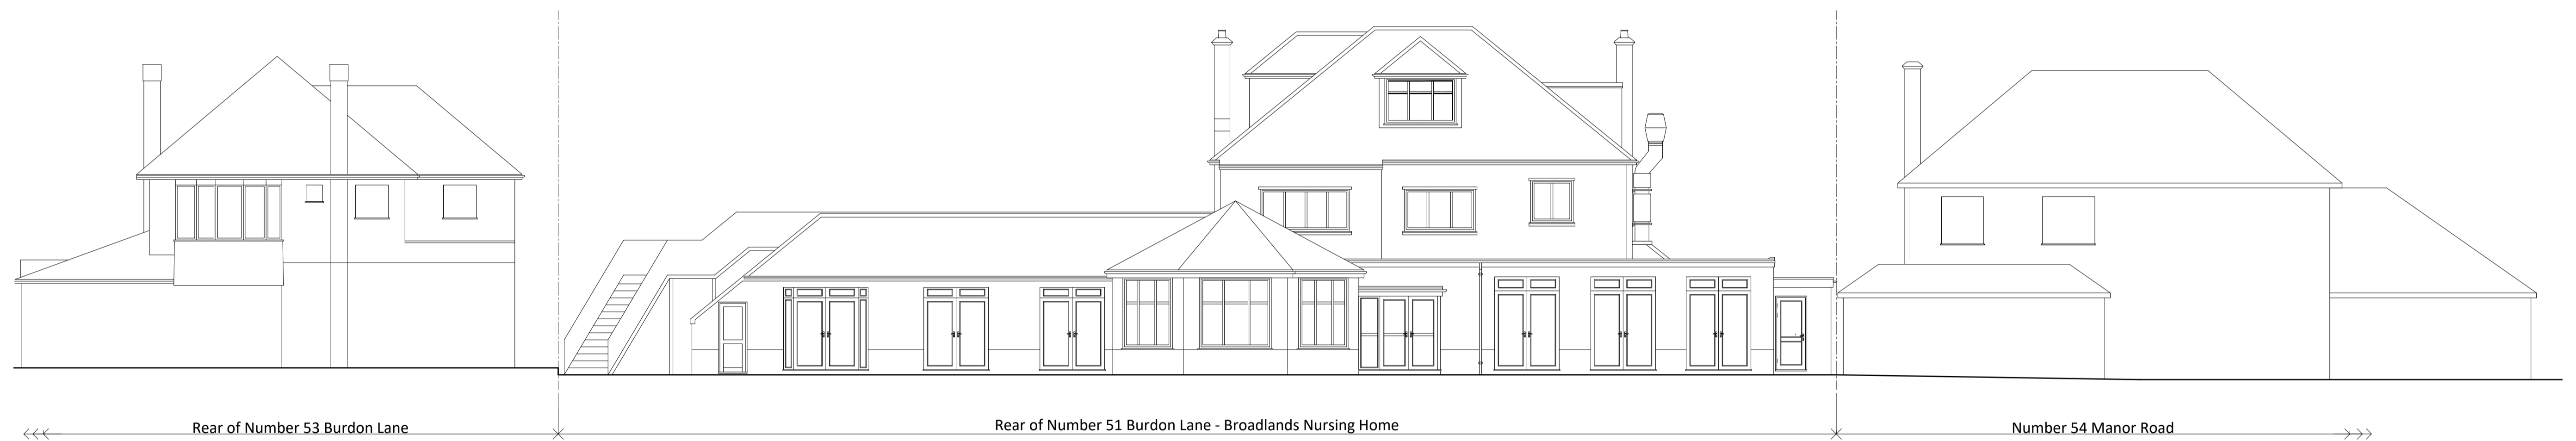 Rear of Number 53 Burdon Lane
Rear of Number 51 Burdon Lane - Broadlands Nursing Home
Number 54 Manor Road